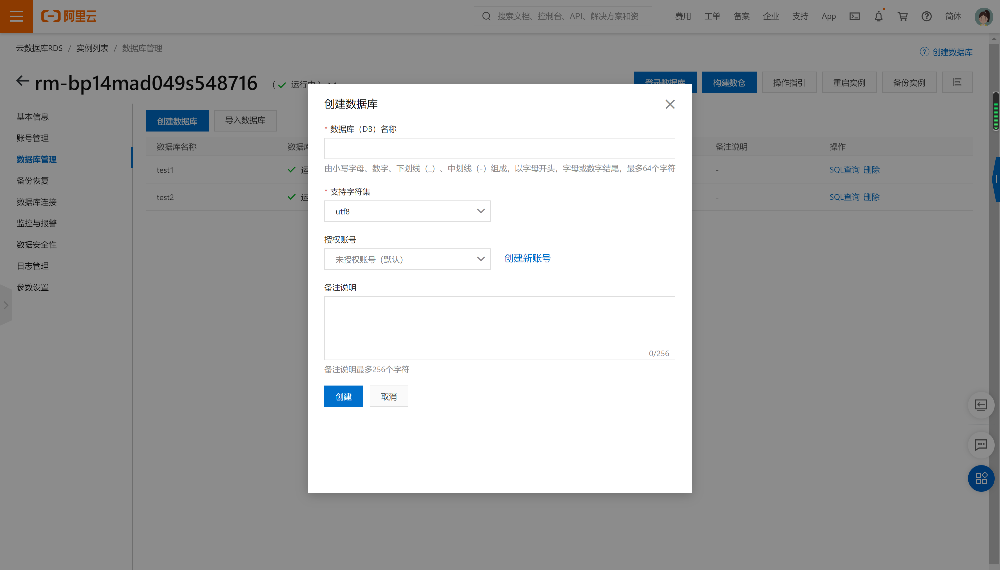 阿里云
搜索文档、控制台、API、解决方案和资
费用 工单 备案 企业 支持 App 简体
云数据库RDS / 实例列表 / 数据库管理
创建数据库
rm-bp14mad049s548716 (运行中)
登录数据库 构建数仓 操作指引 重启实例 备份实例
基本信息
账号管理
数据库管理
备份恢复
数据库连接
监控与报警
数据安全性
日志管理
参数设置
创建数据库 导入数据库
数据库名称 数据库 备注说明 操作
test1 运 - SQL查询 删除
test2 运 - SQL查询 删除
创建数据库
* 数据库（DB）名称
由小写字母、数字、下划线（_）、中划线（-）组成，以字母开头，字母或数字结尾，最多64个字符
* 支持字符集
utf8
授权账号
未授权账号（默认） 创建新账号
备注说明
0/256
备注说明最多256个字符
创建 取消